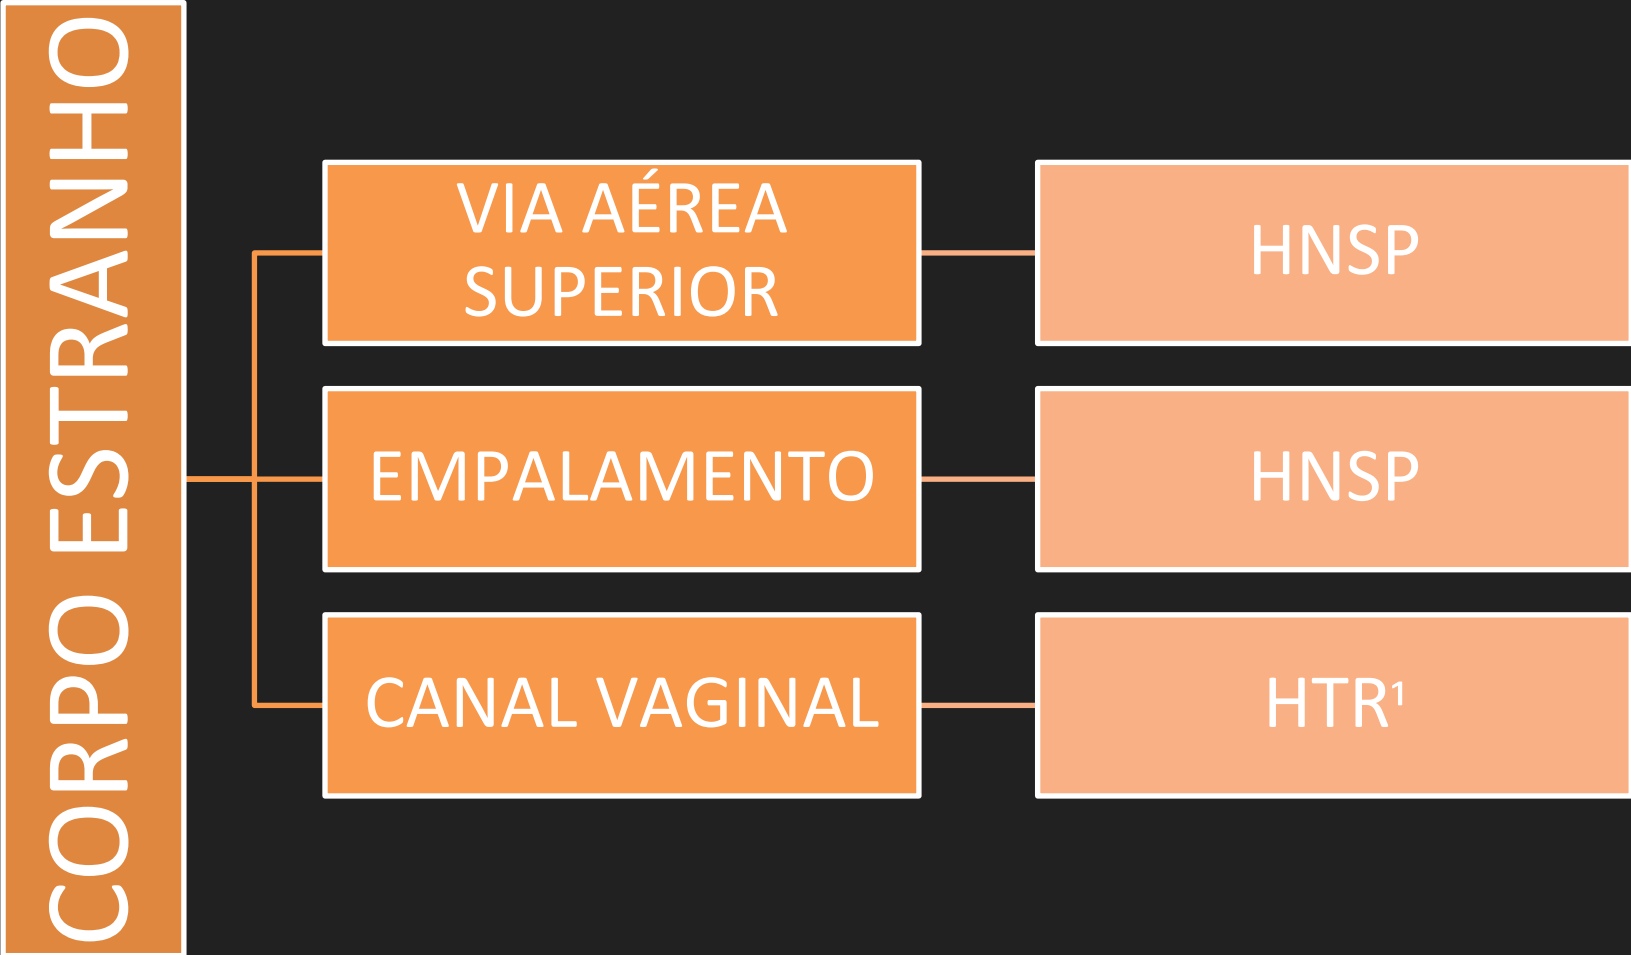 CORPO ESTRANHO
VIA AÉREA
SUPERIOR
HNSP
EMPALAMENTO
HNSP
CANAL VAGINAL
HTR¹